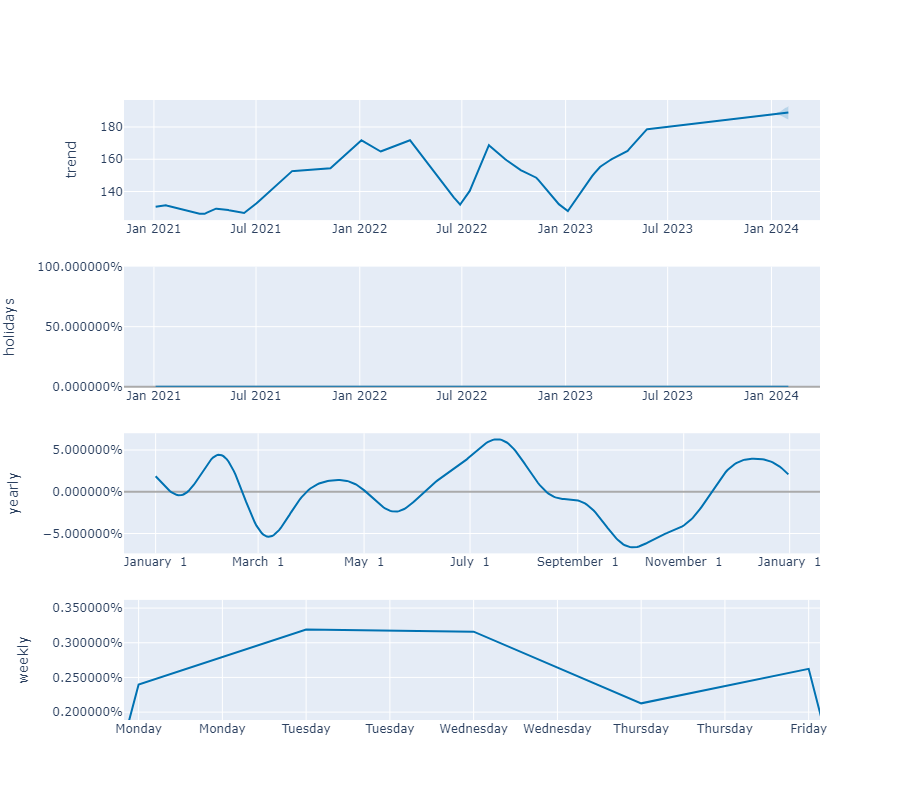 trend
180
160
140
Jan 2021 Jul 2021 Jan 2022 Jul 2022 Jan 2023 Jul 2023 Jan 2024
holidays
100.000000%
50.000000%
0.000000%
Jan 2021 Jul 2021 Jan 2022 Jul 2022 Jan 2023 Jul 2023 Jan 2024
yearly
5.000000%
0.000000%
−5.000000%
January 1 March 1 May 1 July 1 September 1 November 1 January 1
weekly
0.350000%
0.300000%
0.250000%
0.200000%
Monday Monday Tuesday Tuesday Wednesday Wednesday Thursday Thursday Friday